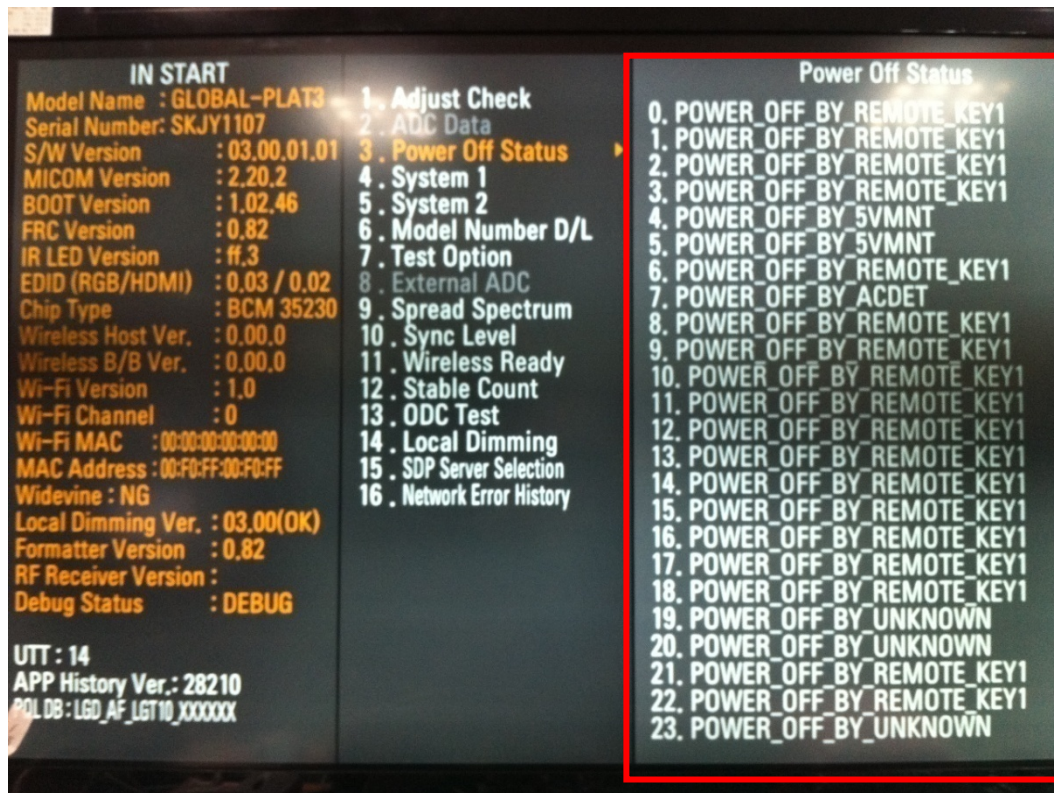 IN START
Model Name : GLOBAL-PLAT3
Serial Number: SKJY1107
S/W Version : 03.00.01.01
MICOM Version : 2.20.2
BOOT Version : 1.02.46
FRC Version : 0.82
IR LED Version : ff.3
EDID (RGB/HDMI) : 0.03 / 0.02
Chip Type : BCM 35230
Wireless Host Ver. : 0.00.0
Wireless B/B Ver. : 0.00.0
Wi-Fi Version : 1.0
Wi-Fi Channel : 0
Wi-Fi MAC : 00:00:00:00:00:00
MAC Address : 00:F0:FF:00:F0:FF
Widevine : NG
Local Dimming Ver. : 03.00(OK)
Formatter Version : 0.82
RF Receiver Version :
Debug Status : DEBUG
UTT : 14
APP History Ver.: 28210
PQL DB : LGD_AF_LGT10_XXXXXX
1 . Adjust Check
2 . ADC Data
3 . Power Off Status
4 . System 1
5 . System 2
6 . Model Number D/L
7 . Test Option
8 . External ADC
9 . Spread Spectrum
10 . Sync Level
11 . Wireless Ready
12 . Stable Count
13 . ODC Test
14 . Local Dimming
15 . SDP Server Selection
16 . Network Error History
Power Off Status
0. POWER_OFF_BY_REMOTE_KEY1
1. POWER_OFF_BY_REMOTE_KEY1
2. POWER_OFF_BY_REMOTE_KEY1
3. POWER_OFF_BY_REMOTE_KEY1
4. POWER_OFF_BY_5VMNT
5. POWER_OFF_BY_5VMNT
6. POWER_OFF_BY_REMOTE_KEY1
7. POWER_OFF_BY_ACDET
8. POWER_OFF_BY_REMOTE_KEY1
9. POWER_OFF_BY_REMOTE_KEY1
10. POWER_OFF_BY_REMOTE_KEY1
11. POWER_OFF_BY_REMOTE_KEY1
12. POWER_OFF_BY_REMOTE_KEY1
13. POWER_OFF_BY_REMOTE_KEY1
14. POWER_OFF_BY_REMOTE_KEY1
15. POWER_OFF_BY_REMOTE_KEY1
16. POWER_OFF_BY_REMOTE_KEY1
17. POWER_OFF_BY_REMOTE_KEY1
18. POWER_OFF_BY_REMOTE_KEY1
19. POWER_OFF_BY_UNKNOWN
20. POWER_OFF_BY_UNKNOWN
21. POWER_OFF_BY_REMOTE_KEY1
22. POWER_OFF_BY_REMOTE_KEY1
23. POWER_OFF_BY_UNKNOWN